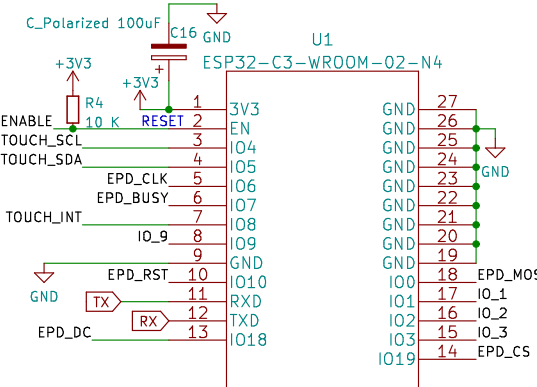 C_Polarized 100uF
C16
GND
U1
ESP32-C3-WROOM-02-N4
+3V3
+3V3
+
R4
10 K
ENABLE
RESET
1 3V3 GND 27
2 EN GND 26
TOUCH_SCL 3 IO4 GND 25
TOUCH_SDA 4 IO5 GND 24
GND
EPD_CLK 5 IO6 GND 23
EPD_BUSY 6 IO7 GND 22
TOUCH_INT 7 IO8 GND 21
IO_9 8 IO9 GND 20
9 GND GND 19
GND
EPD_RST 10 IO10 IO0 18 EPD_MOS
TX 11 RXD IO1 17 IO_1
RX 12 TXD IO2 16 IO_2
EPD_DC 13 IO18 IO3 15 IO_3
IO19 14 EPD_CS